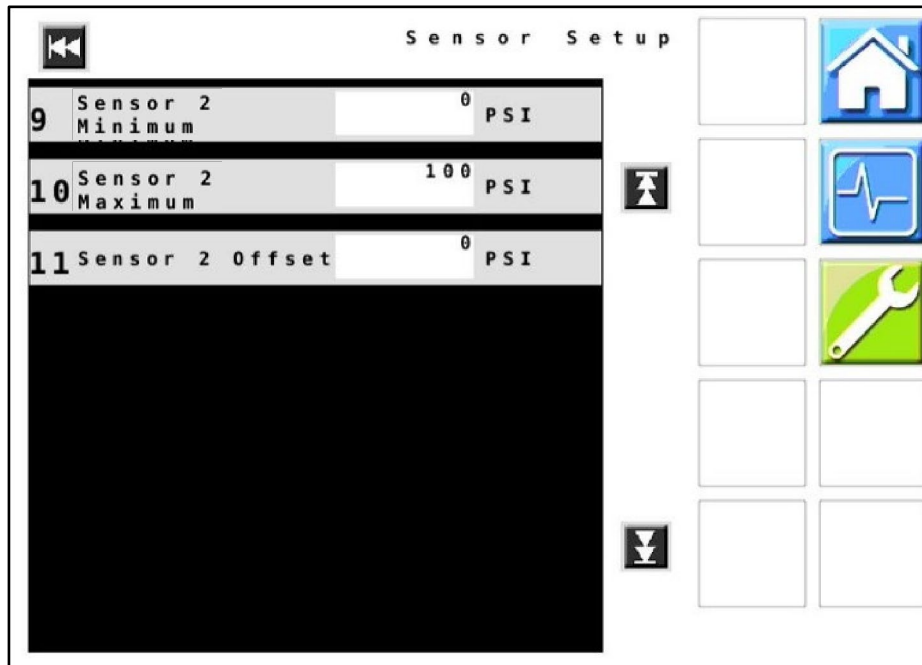 Sensor Setup
9 Sensor 2 Minimum 0 PSI
10 Sensor 2 Maximum 100 PSI
11 Sensor 2 Offset 0 PSI